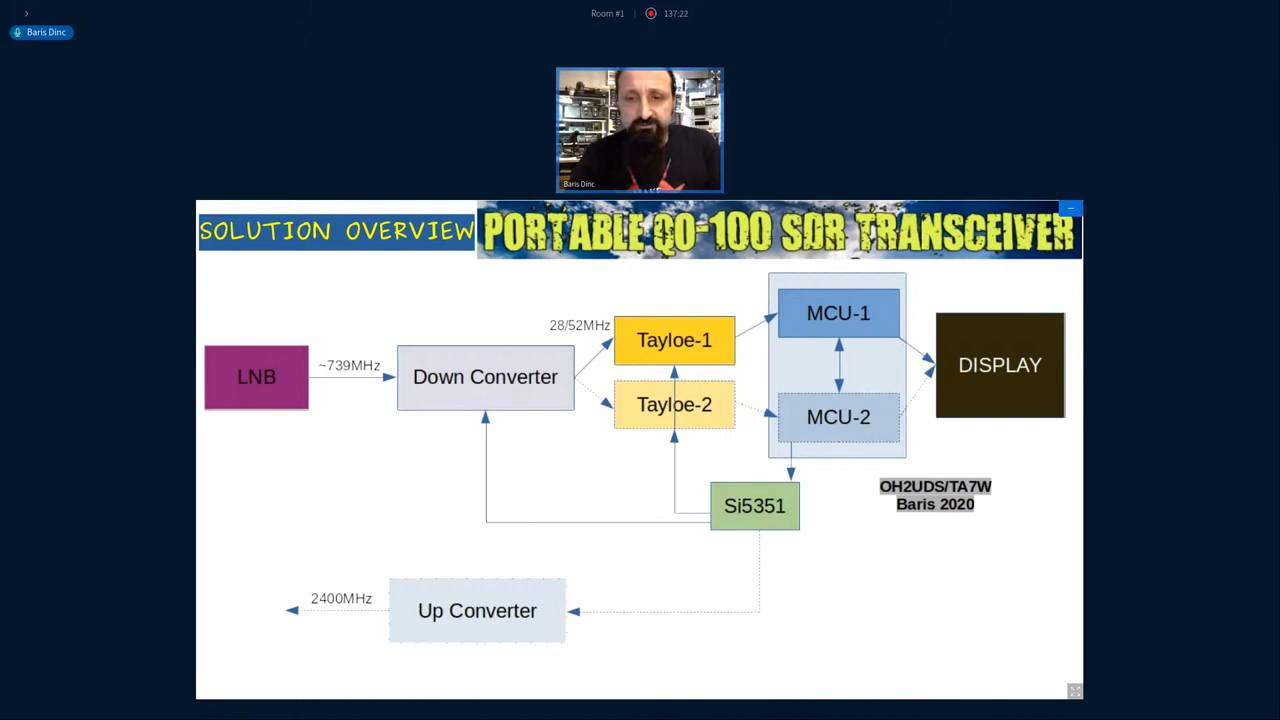 Room #1
137:22
Baris Dinc
Baris Dinc
SOLUTION OVERVIEW
PORTABLE QO-100 SDR TRANSCEIVER
28/52MHz
Tayloe-1
MCU-1
LNB
~739MHz
Down Converter
DISPLAY
Tayloe-2
MCU-2
Si5351
OH2UDS/TA7W
Baris 2020
2400MHz
Up Converter